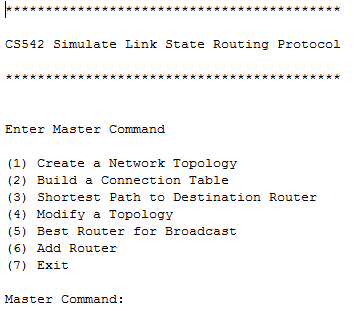 ******************************************
CS542 Simulate Link State Routing Protocol
******************************************
Enter Master Command
(1) Create a Network Topology
(2) Build a Connection Table
(3) Shortest Path to Destination Router
(4) Modify a Topology
(5) Best Router for Broadcast
(6) Add Router
(7) Exit
Master Command: